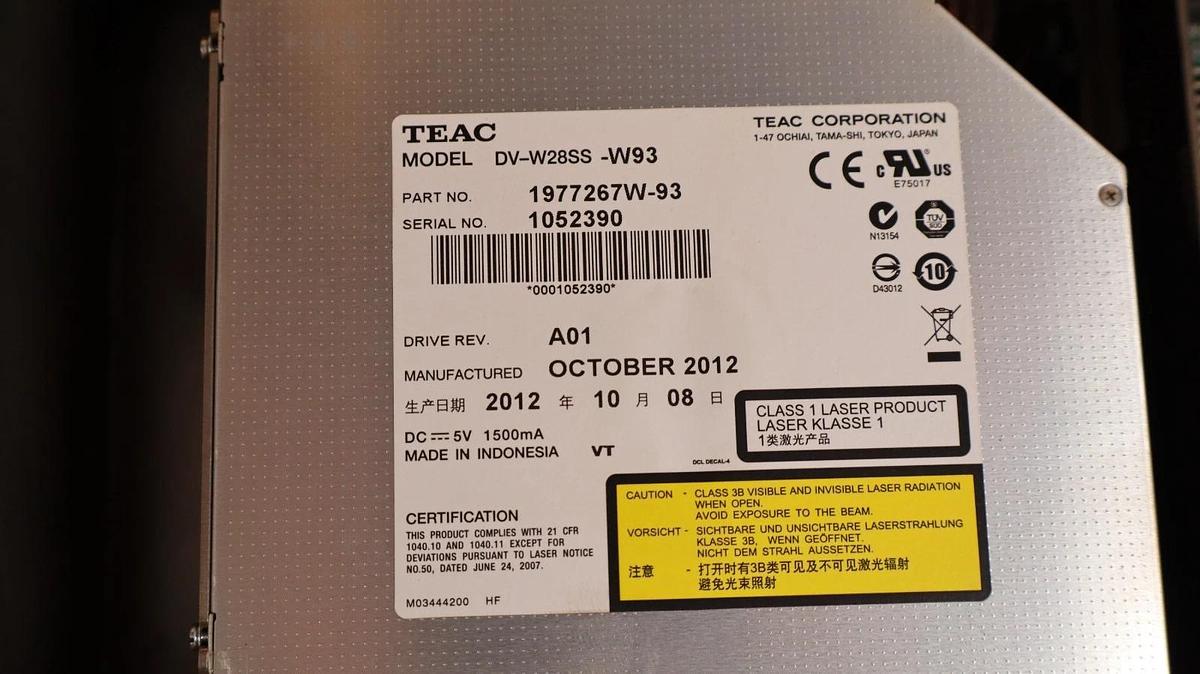 TEAC
MODEL DV-W28SS -W93
PART NO. 1977267W-93
SERIAL NO. 1052390
*0001052390*
DRIVE REV. A01
MANUFACTURED OCTOBER 2012
生产日期 2012 年 10 月 08 日
DC 5V 1500mA
MADE IN INDONESIA VT
DCL DECAL-4
CERTIFICATION
THIS PRODUCT COMPLIES WITH 21 CFR
1040.10 AND 1040.11 EXCEPT FOR
DEVIATIONS PURSUANT TO LASER NOTICE
NO.50, DATED JUNE 24, 2007.
M03444200 HF
TEAC CORPORATION
1-47 OCHIAI, TAMA-SHI, TOKYO, JAPAN
CE c RU ® US
E75017
N13154
TÜV
SÜD
D43012
10
CLASS 1 LASER PRODUCT
LASER KLASSE 1
1类激光产品
CAUTION - CLASS 3B VISIBLE AND INVISIBLE LASER RADIATION
WHEN OPEN.
AVOID EXPOSURE TO THE BEAM.
VORSICHT - SICHTBARE UND UNSICHTBARE LASERSTRAHLUNG
KLASSE 3B, WENN GEÖFFNET.
NICHT DEM STRAHL AUSSETZEN.
注意 - 打开时有3B类可见及不可见激光辐射
避免光束照射